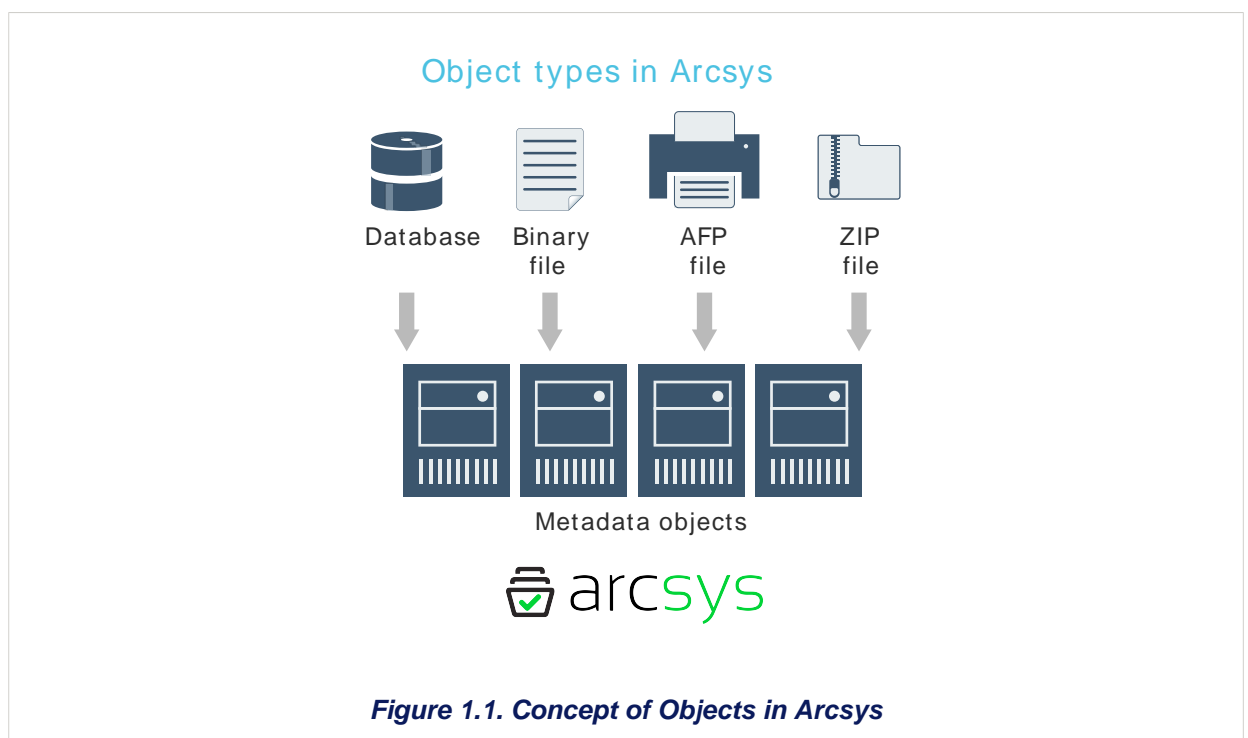 Object types in Arcsys
Database
Binary
file
AFP
file
ZIP
file
Metadata objects
arcsys
Figure 1.1. Concept of Objects in Arcsys